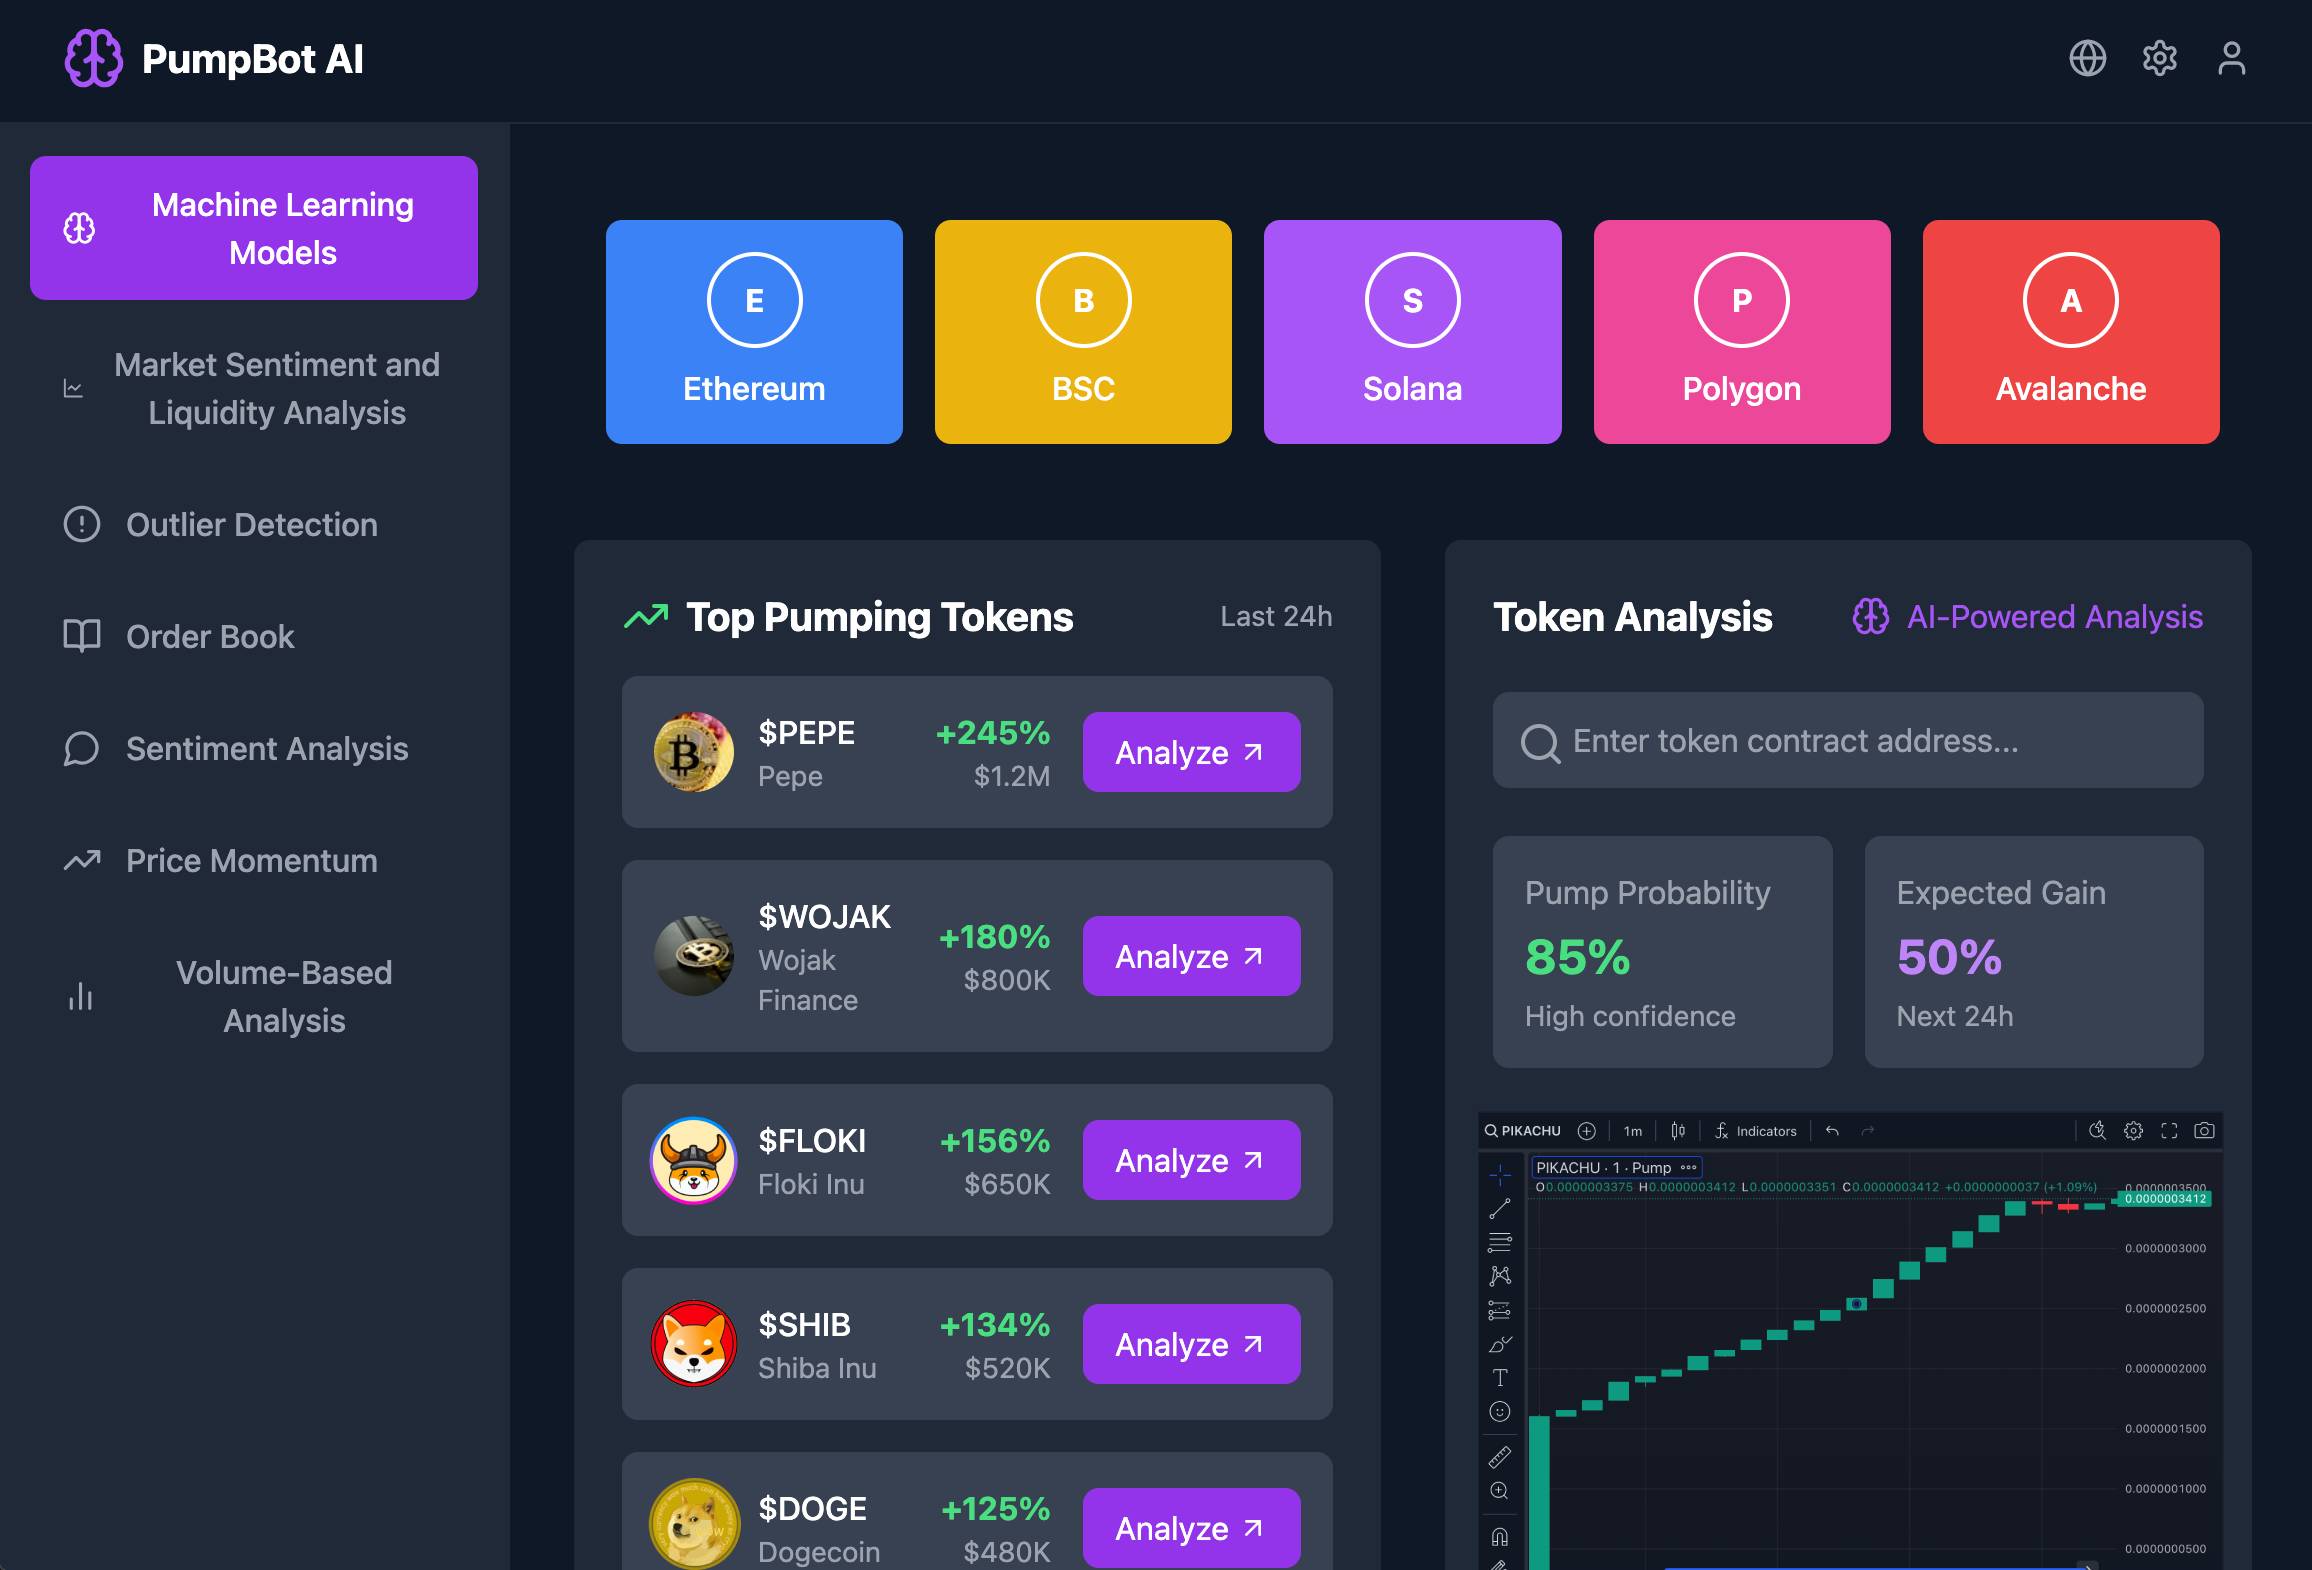 PumpBot AI
Machine Learning
Models
Market Sentiment and
Liquidity Analysis
Outlier Detection
Order Book
Sentiment Analysis
Price Momentum
Volume-Based
Analysis
E
Ethereum
B
BSC
S
Solana
P
Polygon
A
Avalanche
Top Pumping Tokens
Last 24h
$PEPE
Pepe
+245%
$1.2M
Analyze
$WOJAK
Wojak
Finance
+180%
$800K
Analyze
$FLOKI
Floki Inu
+156%
$650K
Analyze
$SHIB
Shiba Inu
+134%
$520K
Analyze
$DOGE
Dogecoin
+125%
$480K
Analyze
Token Analysis
AI-Powered Analysis
Enter token contract address...
Pump Probability
85%
High confidence
Expected Gain
50%
Next 24h
PIKACHU
1m
Indicators
PIKACHU · 1 · Pump
O0.0000003375 H0.0000003412 L0.0000003351 C0.0000003412 +0.0000000037 (+1.09%)
0.0000003500
0.0000003412
0.0000003000
0.0000002500
0.0000002000
0.0000001500
0.0000001000
0.0000000500